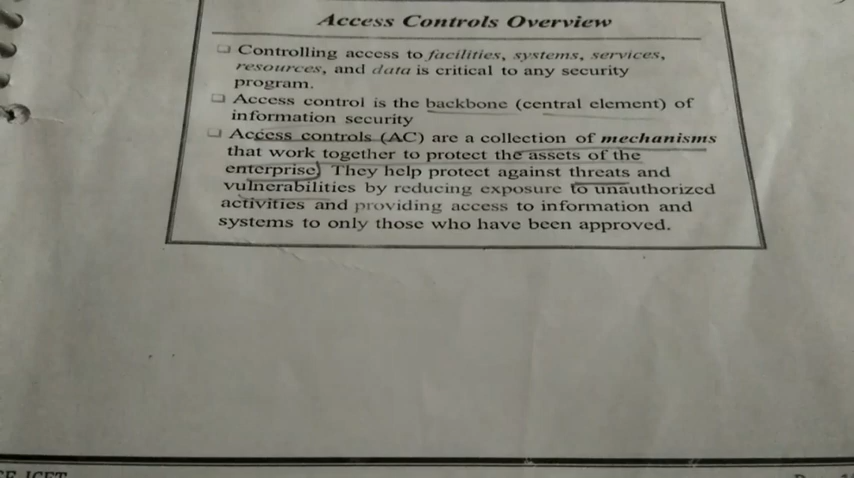 Access Controls Overview
❑ Controlling access to facilities, systems, services,
resources, and data is critical to any security
program.
❑ Access control is the backbone (central element) of
information security
❑ Access controls (AC) are a collection of mechanisms
that work together to protect the assets of the
enterprise) They help protect against threats and
vulnerabilities by reducing exposure to unauthorized
activities and providing access to information and
systems to only those who have been approved.